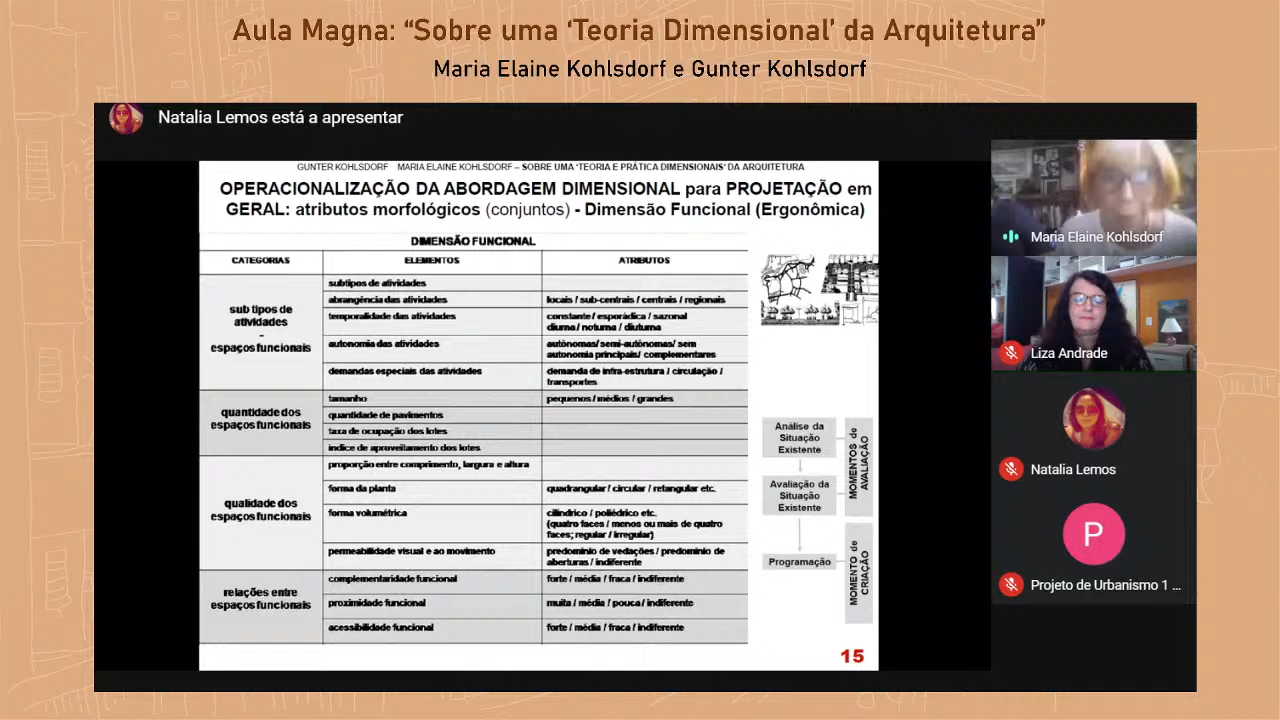 Aula Magna: “Sobre uma ‘Teoria Dimensional’ da Arquitetura”
Maria Elaine Kohlsdorf e Gunter Kohlsdorf
Natalia Lemos está a apresentar
GUNTER KOHLSDORF MARIA ELAINE KOHLSDORF – SOBRE UMA ‘TEORIA E PRÁTICA DIMENSIONAIS’ DA ARQUITETURA
OPERACIONALIZAÇÃO DA ABORDAGEM DIMENSIONAL para PROJETAÇÃO em
GERAL: atributos morfológicos (conjuntos) - Dimensão Funcional (Ergonômica)
DIMENSÃO FUNCIONAL
CATEGORIAS ELEMENTOS ATRIBUTOS
sub tipos de
atividades
–
espaços funcionais
subtipos de atividades
abrangência das atividades
locais / sub-centrais / centrais / regionais
temporalidade das atividades
constante / esporádica / sazonal
diurna / noturna / diuturna
autonomia das atividades
autônomas/ semi-autônomas/ sem
autonomia principais/ complementares
demandas especiais das atividades
demanda de infra-estrutura / circulação /
transportes
quantidade dos
espaços funcionais
tamanho
pequenos / médios / grandes
quantidade de pavimentos
taxa de ocupação dos lotes
índice de aproveitamento dos lotes
qualidade dos
espaços funcionais
proporção entre comprimento, largura e altura
forma da planta
quadrangular / circular / retangular etc.
forma volumétrica
cilíndrico / poliédrico etc.
(quatro faces / menos ou mais de quatro
faces; regular / irregular)
permeabilidade visual e ao movimento
predomínio de vedações / predomínio de
aberturas / indiferente
relações entre
espaços funcionais
complementaridade funcional
forte / média / fraca / indiferente
proximidade funcional
muita / média / pouca / indiferente
acessibilidade funcional
forte / média / fraca / indiferente
Análise da
Situação
Existente
Avaliação da
Situação
Existente
Programação
MOMENTOS de
AVALIAÇÃO
MOMENTO de
CRIAÇÃO
15
Maria Elaine Kohlsdorf
Liza Andrade
Natalia Lemos
P
Projeto de Urbanismo 1 ...